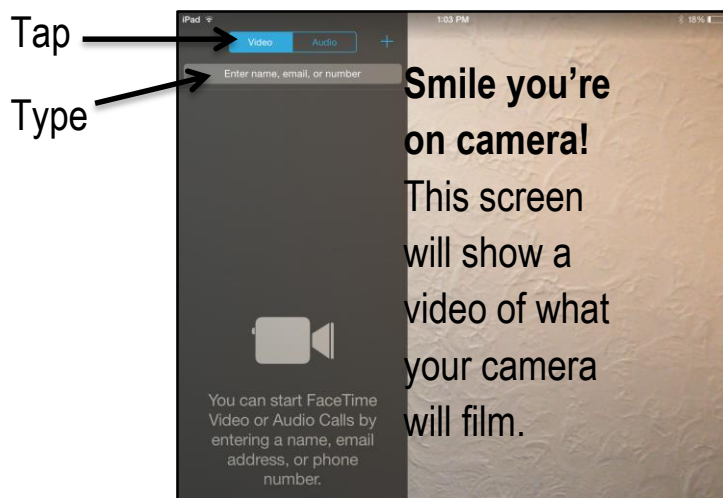 iPad 1:03 PM 18%
Tap
Video Audio +
Enter name, email, or number
Type
Smile you're
on camera!
This screen
will show a
video of what
your camera
will film.
You can start FaceTime
Video or Audio Calls by
entering a name, email
address, or phone
number.